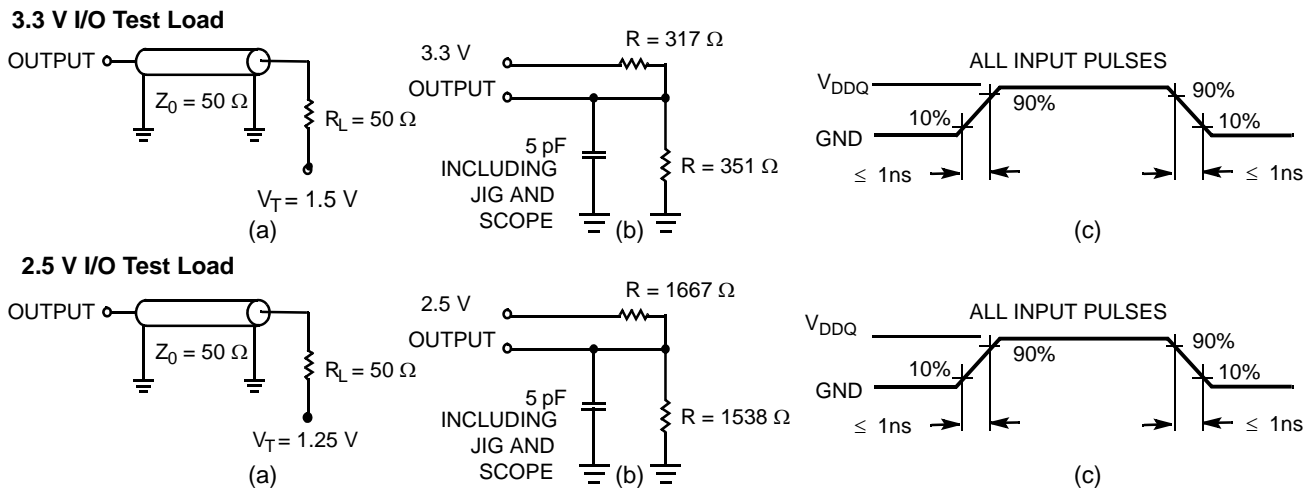 3.3 V I/O Test Load
OUTPUT
Z0 = 50 Ω
RL = 50 Ω
VT = 1.5 V
(a)
3.3 V
R = 317 Ω
OUTPUT
5 pF
INCLUDING
JIG AND
SCOPE
R = 351 Ω
(b)
ALL INPUT PULSES
VDDQ
GND
10%
90%
90%
10%
≤ 1ns
≤ 1ns
(c)
2.5 V I/O Test Load
OUTPUT
Z0 = 50 Ω
RL = 50 Ω
VT = 1.25 V
(a)
2.5 V
R = 1667 Ω
OUTPUT
5 pF
INCLUDING
JIG AND
SCOPE
R = 1538 Ω
(b)
ALL INPUT PULSES
VDDQ
GND
10%
90%
90%
10%
≤ 1ns
≤ 1ns
(c)